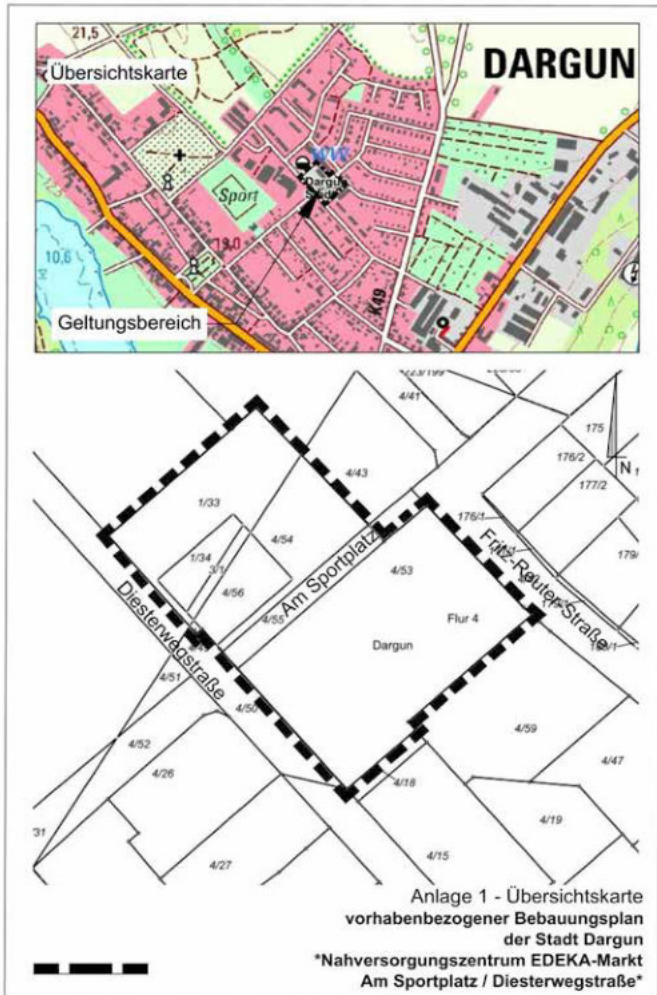 21,5
DARGUN
Übersichtskarte
WW
Dargun
Sport
19,0
10,6
K49
Geltungsbereich
4/41
175
176/2
177/2
N
4/43
1/33
176/1
4/54
1/34
3/1
4/56
Am Sportplatz
4/53
Fritz-Reuter-Straße
179/
4/55
Flur 4
Dargun
Diesterwegstraße
4/51
4/50
4/52
4/59
4/26
4/47
4/18
4/19
31
4/15
4/27
Anlage 1 - Übersichtskarte
vorhabenbezogener Bebauungsplan
der Stadt Dargun
*Nahversorgungszentrum EDEKA-Markt
Am Sportplatz / Diesterwegstraße*